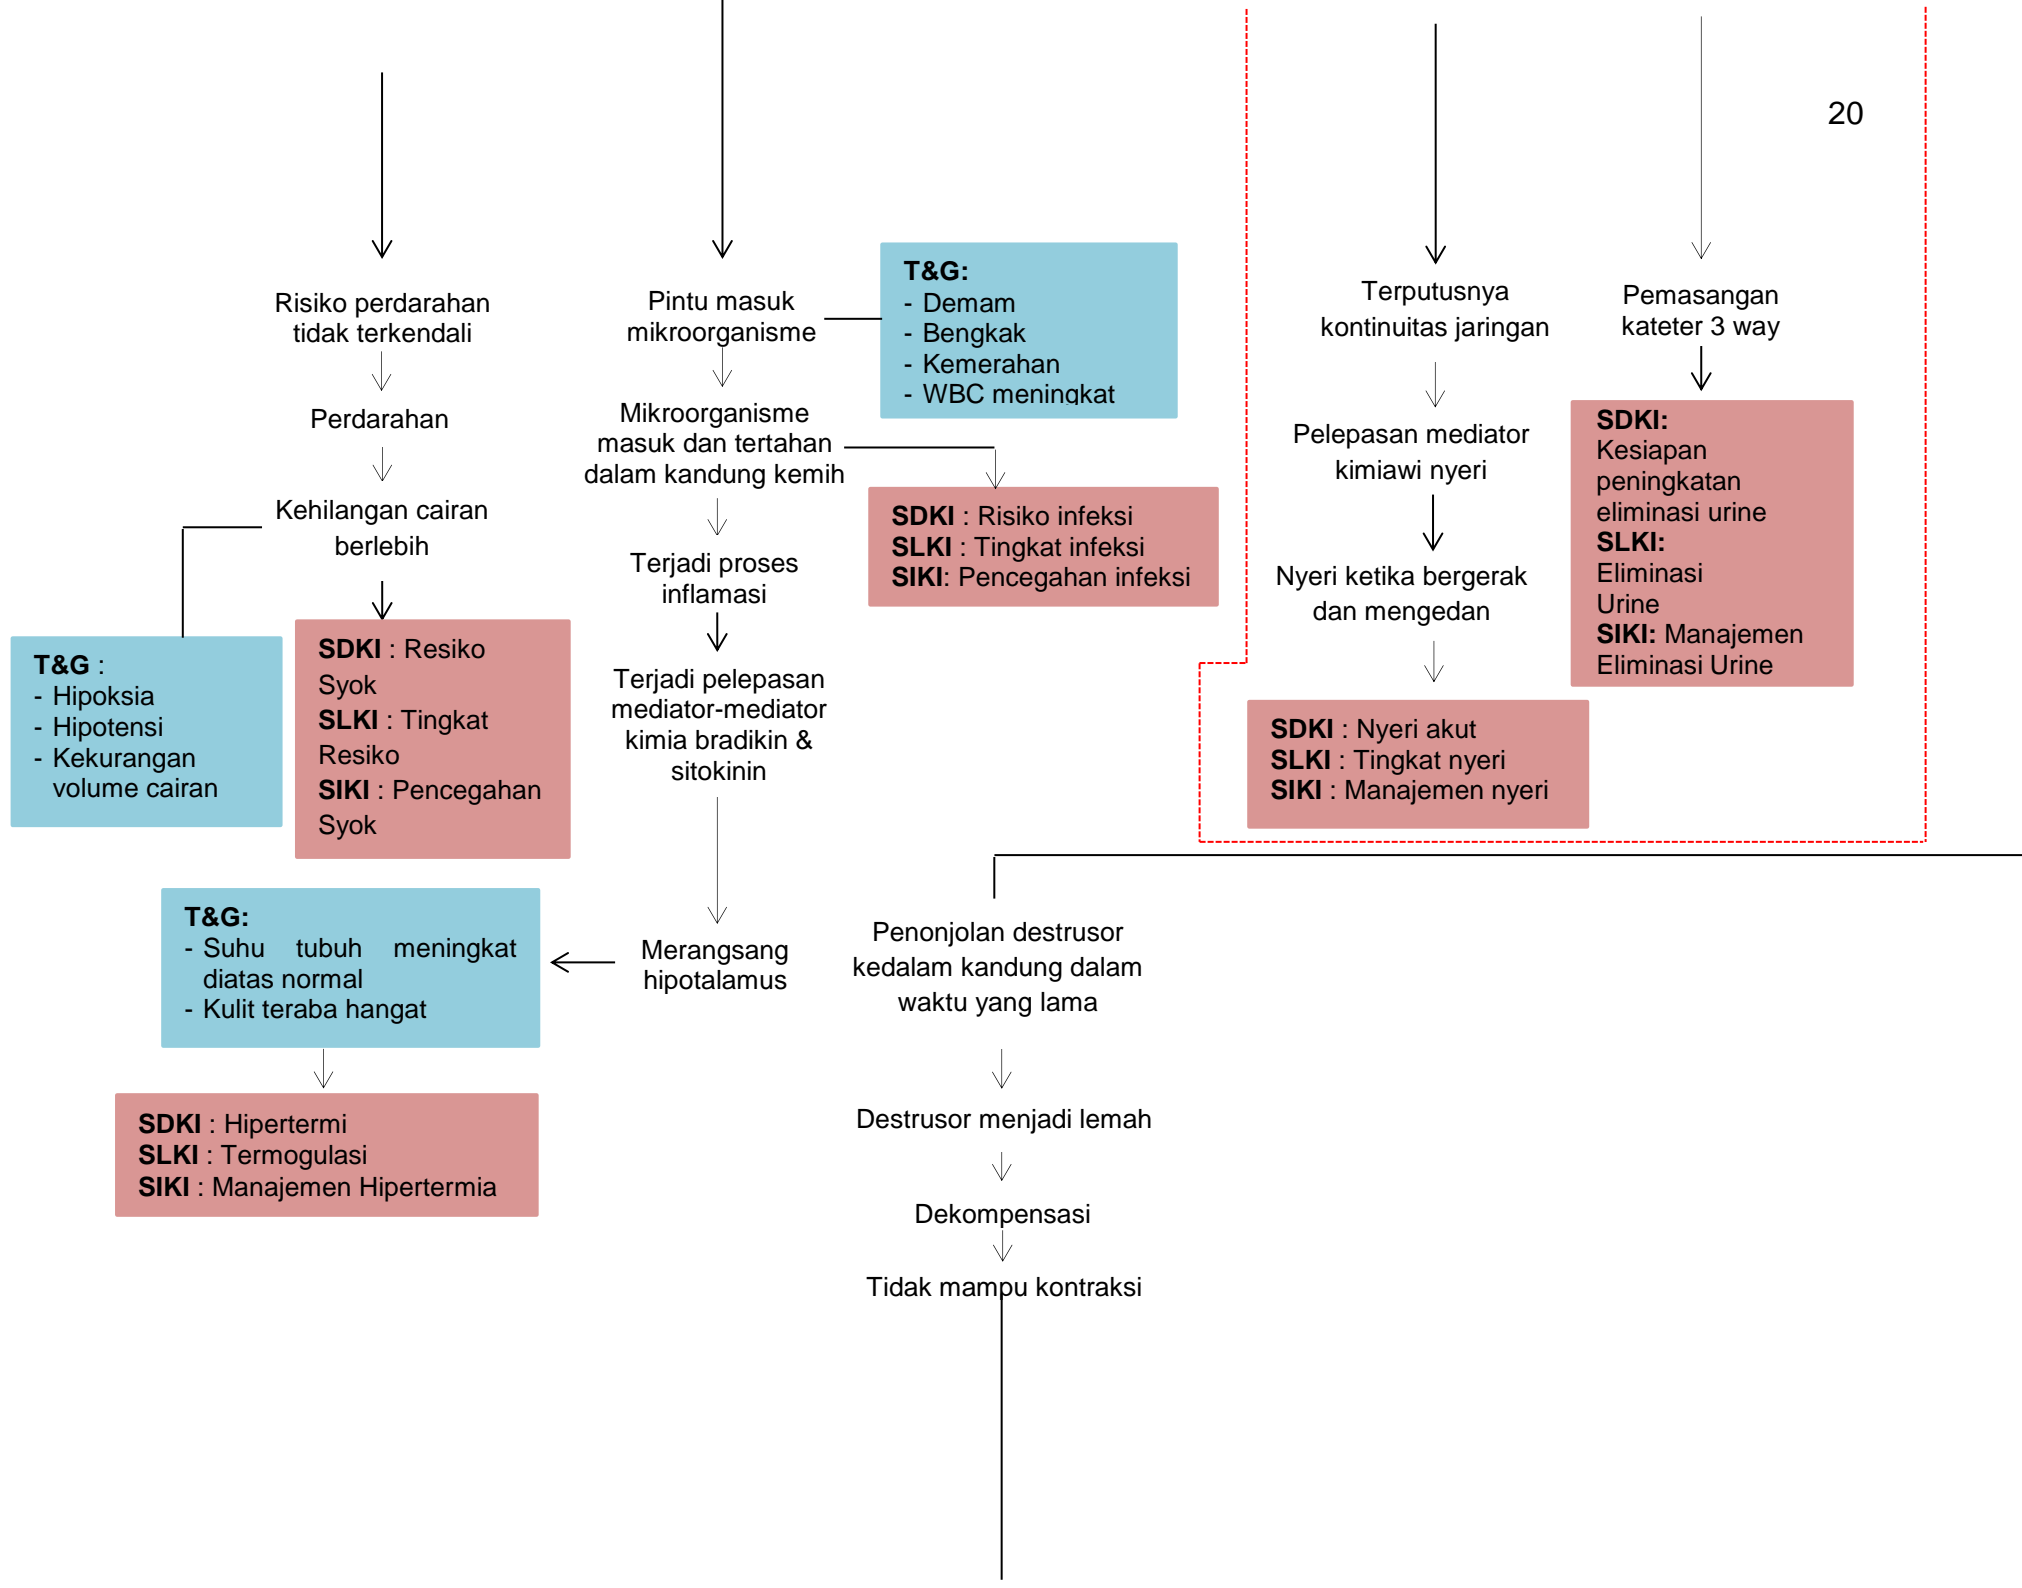 20
Risiko perdarahan
tidak terkendali
Perdarahan
Kehilangan cairan
berlebih
T&G :
- Hipoksia
- Hipotensi
- Kekurangan
volume cairan
SDKI : Resiko
Syok
SLKI : Tingkat
Resiko
SIKI : Pencegahan
Syok
Pintu masuk
mikroorganisme
T&G:
- Demam
- Bengkak
- Kemerahan
- WBC meningkat
Mikroorganisme
masuk dan tertahan
dalam kandung kemih
SDKI : Risiko infeksi
SLKI : Tingkat infeksi
SIKI: Pencegahan infeksi
Terjadi proses
inflamasi
Terjadi pelepasan
mediator-mediator
kimia bradikin &
sitokinin
Merangsang
hipotalamus
T&G:
- Suhu tubuh meningkat
diatas normal
- Kulit teraba hangat
SDKI : Hipertermi
SLKI : Termogulasi
SIKI : Manajemen Hipertermia
Terputusnya
kontinuitas jaringan
Pelepasan mediator
kimiawi nyeri
Nyeri ketika bergerak
dan mengedan
SDKI : Nyeri akut
SLKI : Tingkat nyeri
SIKI : Manajemen nyeri
Pemasangan
kateter 3 way
SDKI:
Kesiapan
peningkatan
eliminasi urine
SLKI:
Eliminasi
Urine
SIKI: Manajemen
Eliminasi Urine
Penonjolan destrusor
kedalam kandung dalam
waktu yang lama
Destrusor menjadi lemah
Dekompensasi
Tidak mampu kontraksi